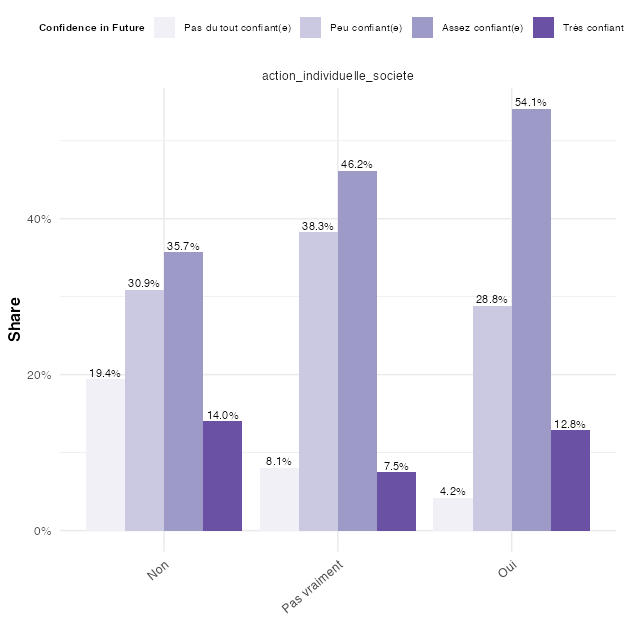 Confidence in Future Pas du tout confiant(e) Peu confiant(e) Assez confiant(e) Très confiant
action_individuelle_societe
54.1%
46.2%
40%
38.3%
35.7%
30.9%
28.8%
Share
20%
19.4%
14.0%
12.8%
8.1%
7.5%
4.2%
0%
Non
Pas vraiment
Oui